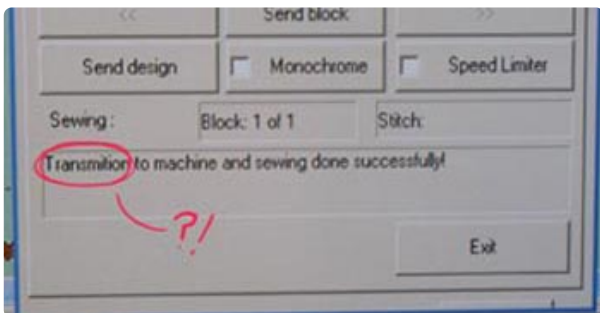 <<
Send block
>>
Send design
Monochrome
Speed Limiter
Sewing :
Block: 1 of 1
Stitch:
Transmition to machine and sewing done successfully!
?!
Exit